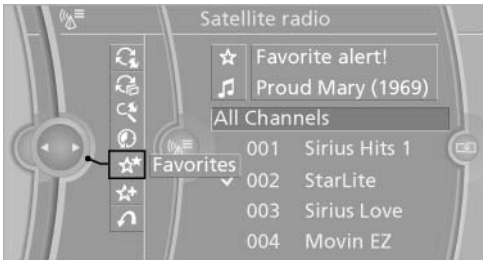 Satellite radio
Favorite alert!
Proud Mary (1969)
All Channels
001 Sirius Hits 1
Favorites
002 StarLite
003 Sirius Love
004 Movin EZ